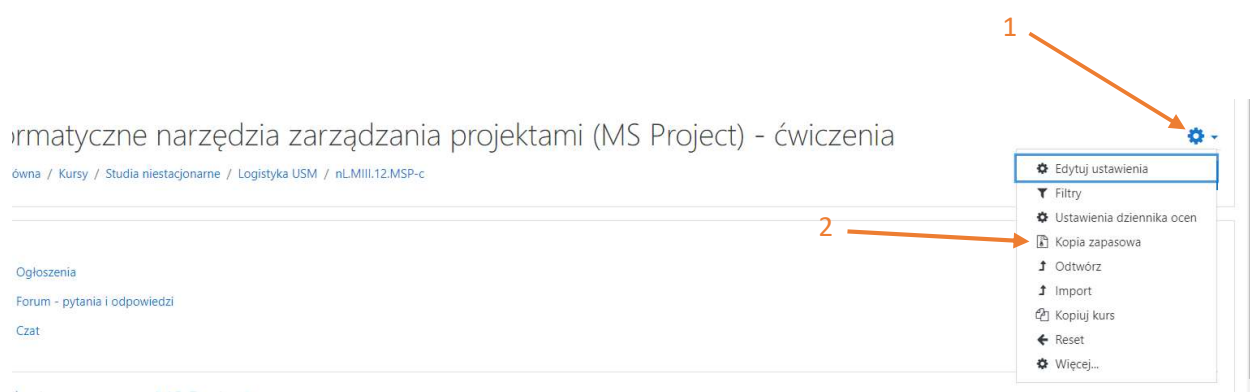 1
ormatyczne narzędzia zarządzania projektami (MS Project) - ćwiczenia
ówna / Kursy / Studia niestacjonarne / Logistyka USM / nL.MIII.12.MSP-c
Edytuj ustawienia
Filtry
Ustawienia dziennika ocen
2
Kopia zapasowa
Odtwórz
Import
Kopiuj kurs
Reset
Więcej...
Ogłoszenia
Forum - pytania i odpowiedzi
Czat